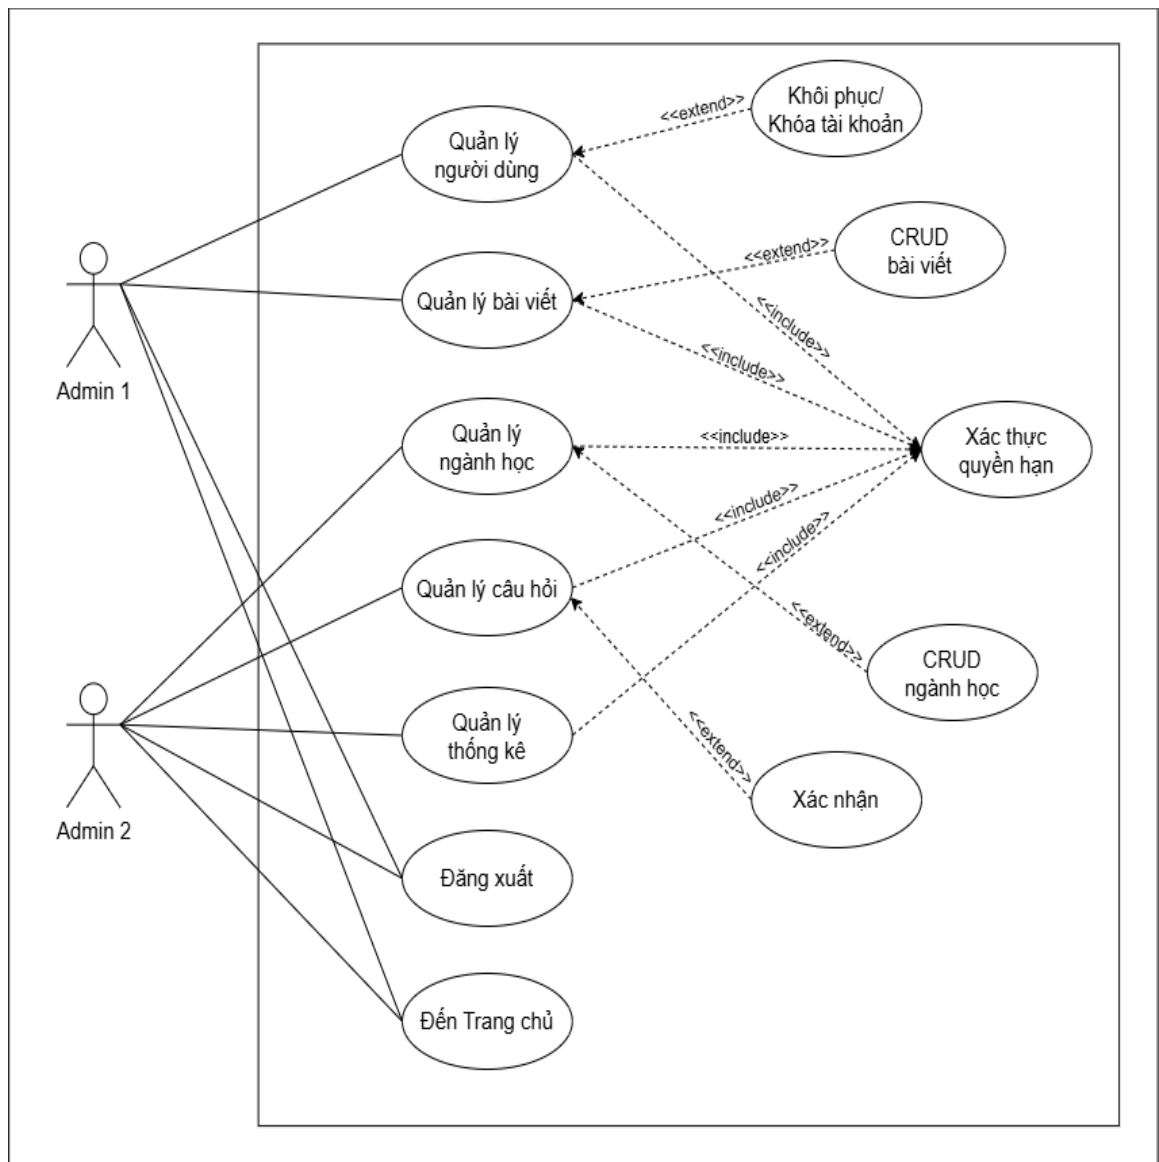 Khôi phục/
Khóa tài khoản
<<extend>>
Quản lý
người dùng
CRUD
bài viết
<<extend>>
Quản lý bài viết
<<include>>
<<include>>
Admin 1
Quản lý
ngành học
<<include>>
Xác thực
quyền hạn
<<include>>
<<include>>
Quản lý câu hỏi
<<extend>>
CRUD
ngành học
Quản lý
thống kê
<<extend>>
Xác nhận
Admin 2
Đăng xuất
Đến Trang chủ